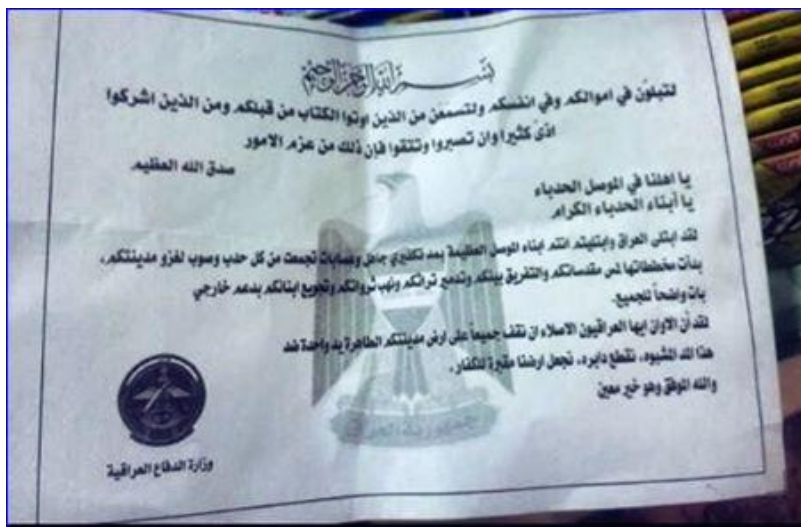 بسم الله الرحمن الرحيم
لتبلون في اموالكم وفي انفسكم ولتسمعن من الذين اوتوا الكتاب من قبلكم ومن الذين اشركوا
اذىً كثيرا وان تصبروا وتتقوا فإن ذلك من عزم الامور
صدق الله العظيم
يا اهلنا في الموصل الحدباء
يا أبناء الحدباء الكرام
لقد ابتلى العراق وابتليتم انتم ابناء الموصل العظيمة بمد تكفيري جاهل وعصابات تجمعت من كل حدب وصوب لغزو مدينتكم،
بدأت مخططاتها لمس مقدساتكم والتفريق بينكم وتدمير تراثكم ونهب ثرواتكم وتجويع ابنائكم بدعم خارجي
بات واضحاً للجميع.
لقد آن الاوان ايها العراقيون الاصلاء ان نقف جميعاً على ارض مدينتكم الطاهرة يد واحدة ضد
هذا المد المشبوه، نقطع دابره، نجعل ارضنا مقبرة للكفار.
والله الموفق وهو خير معين
جمهورية العراق
وزارة الدفاع العراقية